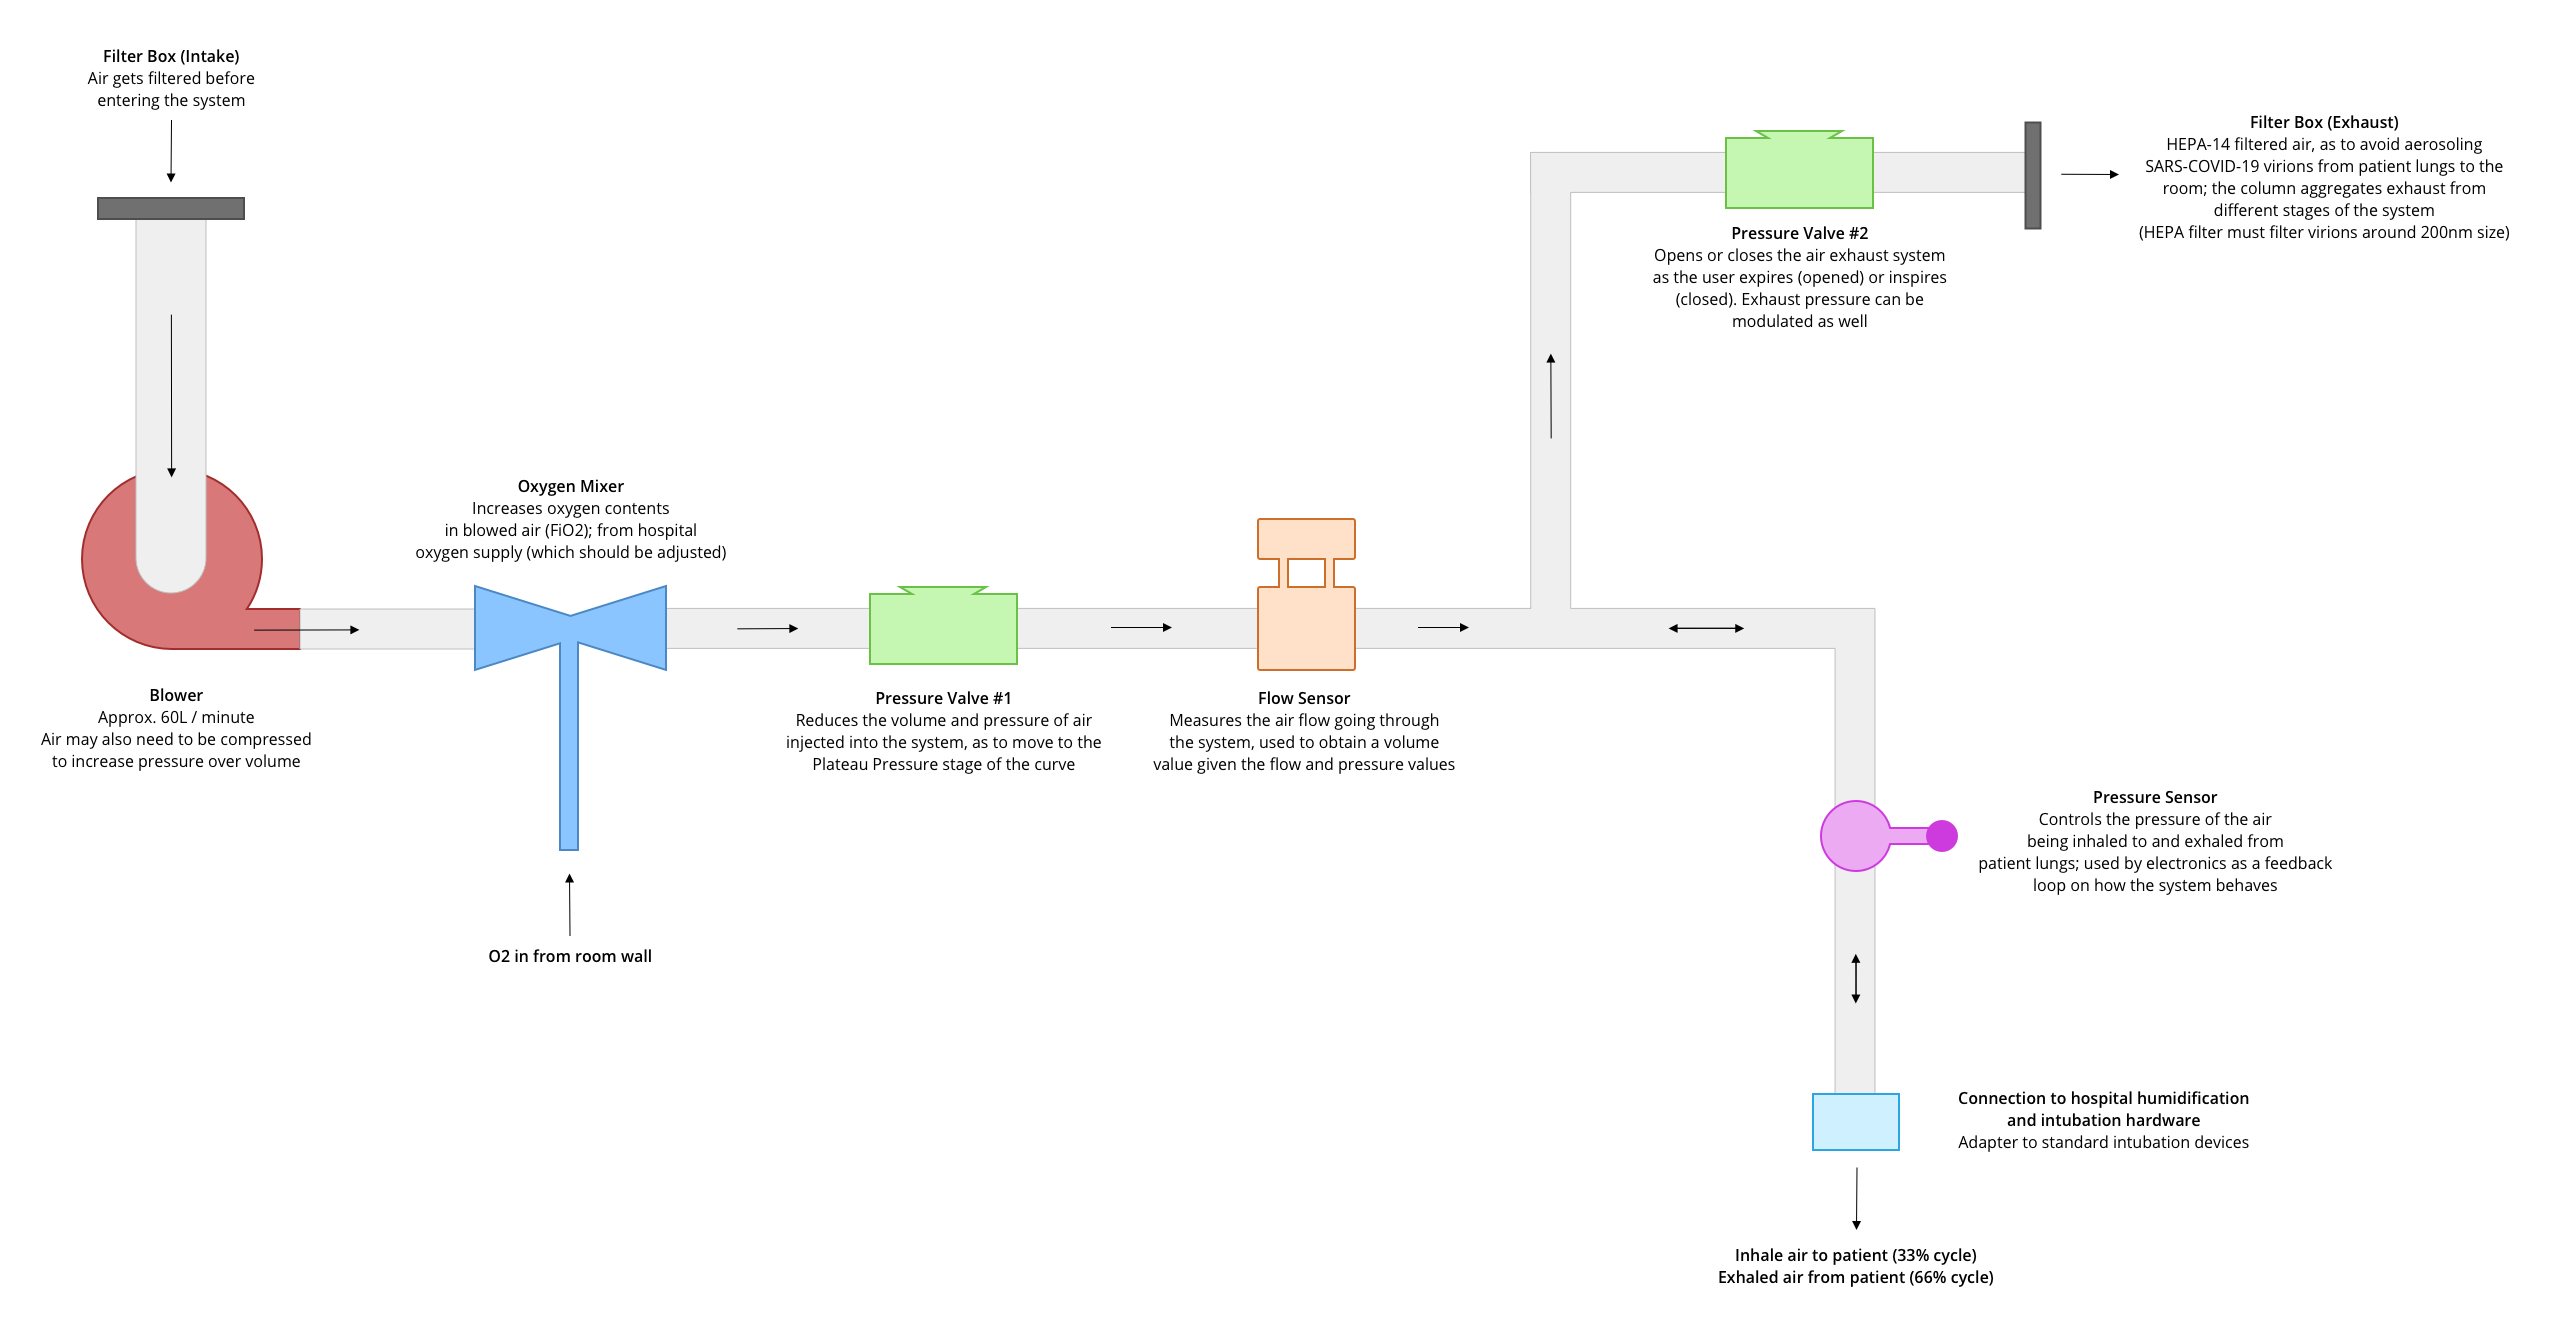 Filter Box (Intake)
Air gets filtered before
entering the system
Filter Box (Exhaust)
HEPA-14 filtered air, as to avoid aerosoling
SARS-COVID-19 virions from patient lungs to the
room; the column aggregates exhaust from
different stages of the system
(HEPA filter must filter virions around 200nm size)
Pressure Valve #2
Opens or closes the air exhaust system
as the user expires (opened) or inspires
(closed). Exhaust pressure can be
modulated as well
Oxygen Mixer
Increases oxygen contents
in blowed air (FiO2); from hospital
oxygen supply (which should be adjusted)
Blower
Approx. 60L / minute
Air may also need to be compressed
to increase pressure over volume
Pressure Valve #1
Reduces the volume and pressure of air
injected into the system, as to move to the
Plateau Pressure stage of the curve
Flow Sensor
Measures the air flow going through
the system, used to obtain a volume
value given the flow and pressure values
Pressure Sensor
Controls the pressure of the air
being inhaled to and exhaled from
patient lungs; used by electronics as a feedback
loop on how the system behaves
O2 in from room wall
Connection to hospital humidification
and intubation hardware
Adapter to standard intubation devices
Inhale air to patient (33% cycle)
Exhaled air from patient (66% cycle)